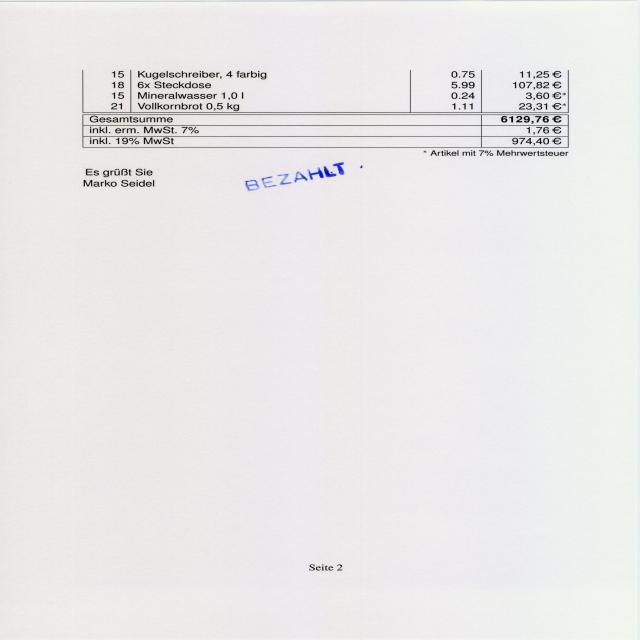 15 Kugelschreiber, 4 farbig 0.75 11,25 €
18 6x Steckdose 5.99 107,82 €
15 Mineralwasser 1,0 l 0.24 3,60 €*
21 Vollkornbrot 0,5 kg 1.11 23,31 €*
Gesamtsumme 6129,76 €
inkl. erm. MwSt. 7% 1,76 €
inkl. 19% MwSt 974,40 €
* Artikel mit 7% Mehrwertsteuer
Es grüßt Sie
Marko Seidel
BEZAHLT
Seite 2